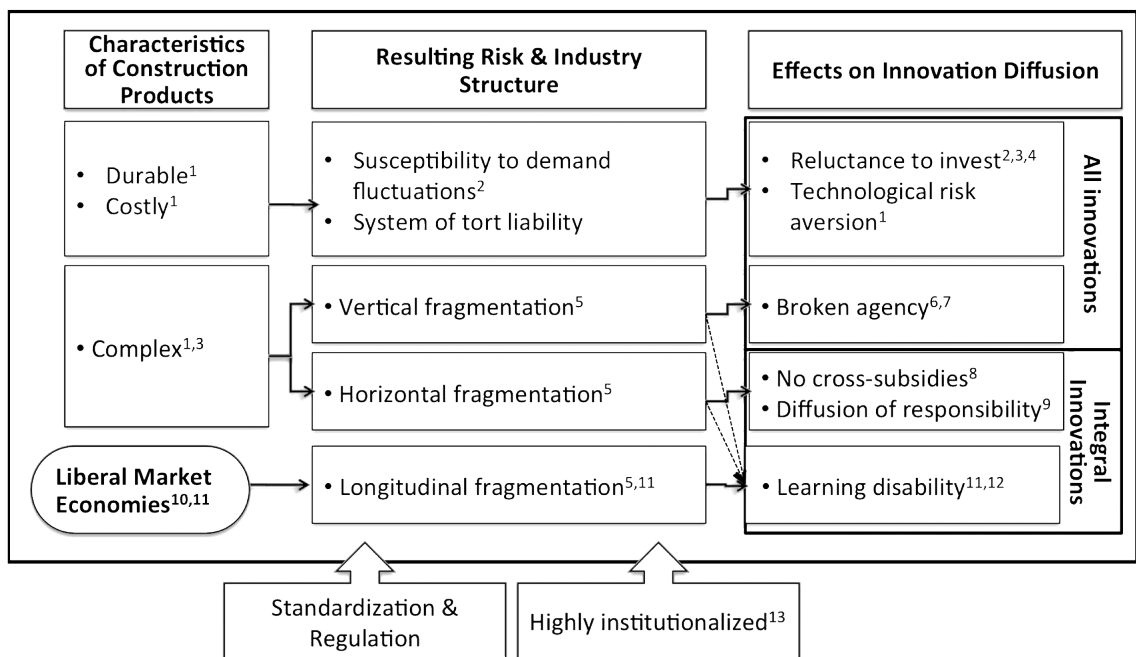 Characteristics
of Construction
Products
Resulting Risk & Industry
Structure
Effects on Innovation Diffusion
• Durable¹
• Costly¹
• Susceptibility to demand
fluctuations²
• System of tort liability
• Reluctance to invest²,³,⁴
• Technological risk
aversion¹
All innovations
• Complex¹,³
• Vertical fragmentation⁵
• Broken agency⁶,⁷
• Horizontal fragmentation⁵
• No cross-subsidies⁸
• Diffusion of responsibility⁹
Integral
Innovations
Liberal Market
Economies¹⁰,¹¹
• Longitudinal fragmentation⁵,¹¹
• Learning disability¹¹,¹²
Standardization &
Regulation
Highly institutionalized¹³